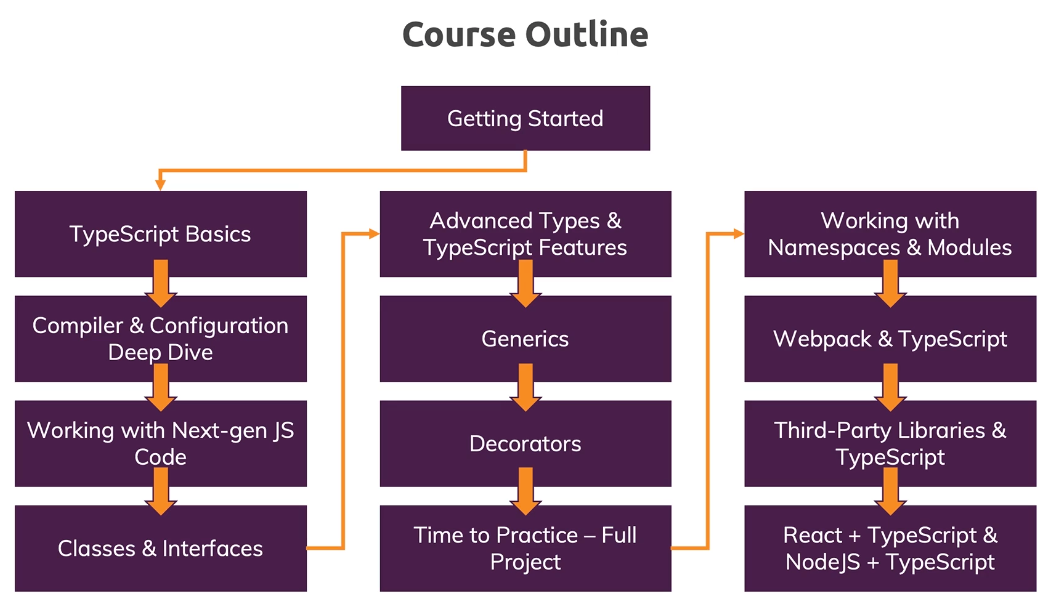 Course Outline
Getting Started
TypeScript Basics
Compiler & Configuration
Deep Dive
Working with Next-gen JS
Code
Classes & Interfaces
Advanced Types &
TypeScript Features
Generics
Decorators
Time to Practice – Full
Project
Working with
Namespaces & Modules
Webpack & TypeScript
Third-Party Libraries &
TypeScript
React + TypeScript &
NodeJS + TypeScript